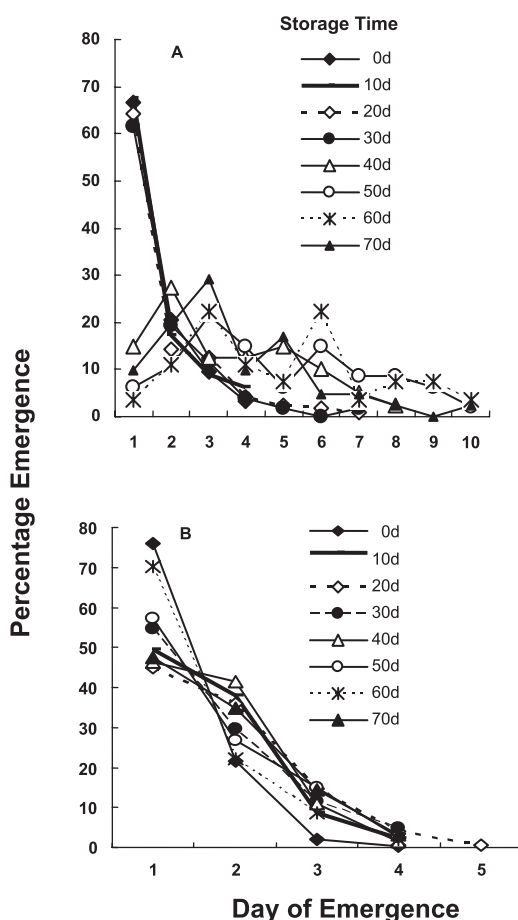 Storage Time
A
0d
10d
20d
30d
40d
50d
60d
70d
80
70
60
50
40
30
20
10
0
1 2 3 4 5 6 7 8 9 10
Percentage Emergence
B
0d
10d
20d
30d
40d
50d
60d
70d
80
70
60
50
40
30
20
10
0
1 2 3 4 5
Day of Emergence